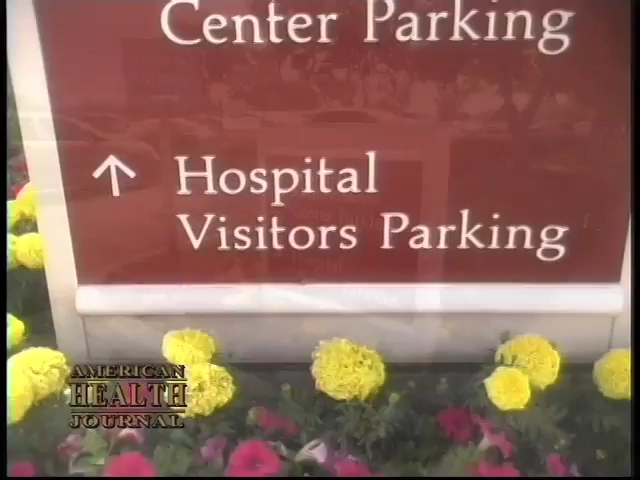 Center Parking
↑ Hospital
Visitors Parking
AMERICAN
HEALTH
JOURNAL